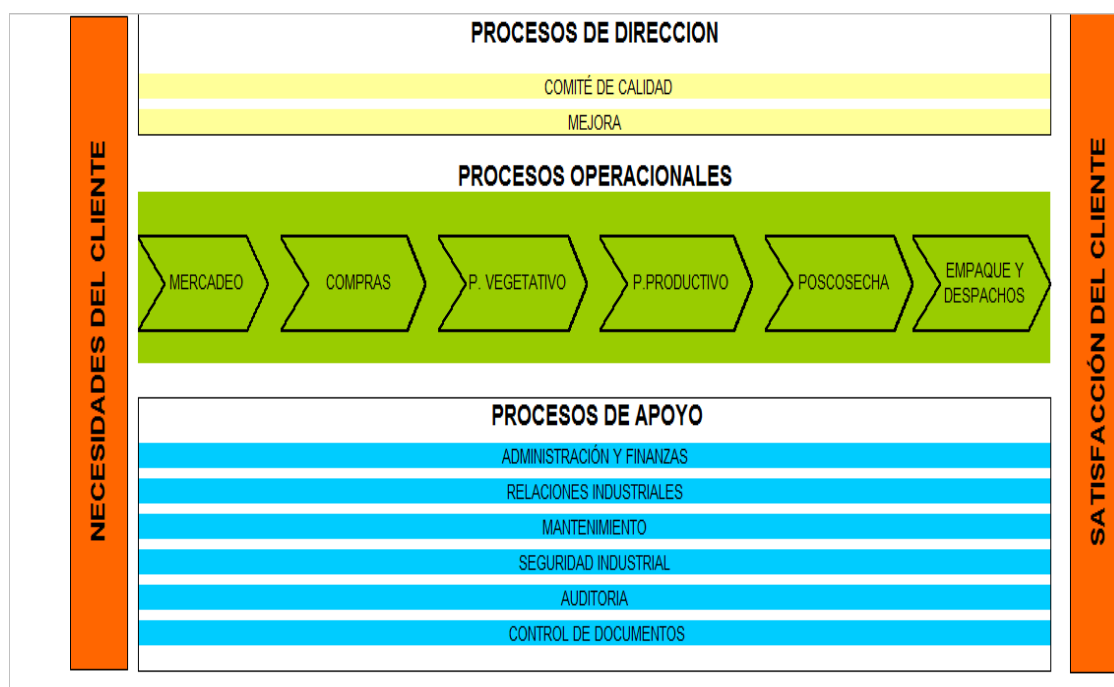 NECESIDADES DEL CLIENTE
PROCESOS DE DIRECCION
COMITÉ DE CALIDAD
MEJORA
PROCESOS OPERACIONALES
MERCADEO
COMPRAS
P. VEGETATIVO
P.PRODUCTIVO
POSCOSECHA
EMPAQUE Y
DESPACHOS
PROCESOS DE APOYO
ADMINISTRACIÓN Y FINANZAS
RELACIONES INDUSTRIALES
MANTENIMIENTO
SEGURIDAD INDUSTRIAL
AUDITORIA
CONTROL DE DOCUMENTOS
SATISFACCIÓN DEL CLIENTE